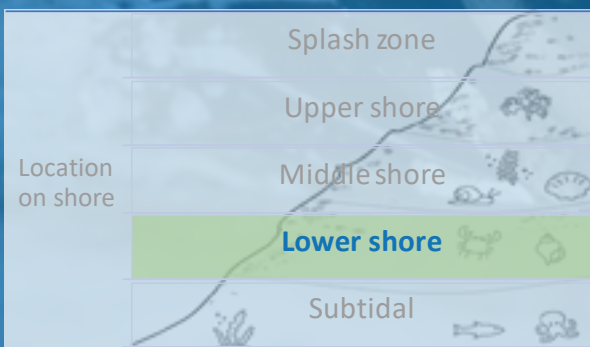 Splash zone
Upper shore
Location
on shore
Middle shore
Lower shore
Subtidal